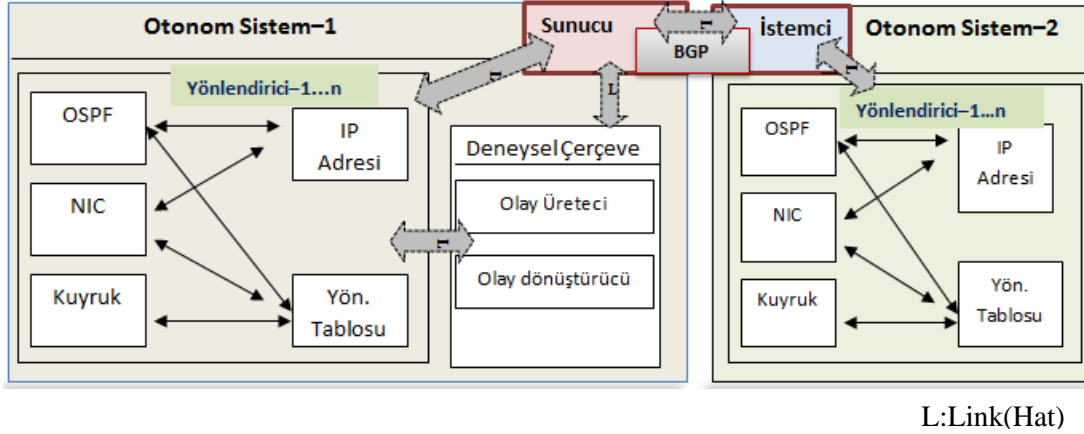 Otonom Sistem–1
Sunucu
L
BGP
İstemci
Otonom Sistem–2
L
L
L
Yönlendirici–1...n
OSPF
IP
Adresi
NIC
Kuyruk
Yön.
Tablosu
L
Deneysel Çerçeve
Olay Üreteci
Olay dönüştürücü
Yönlendirici–1...n
OSPF
IP
Adresi
NIC
Kuyruk
Yön.
Tablosu
L:Link(Hat)